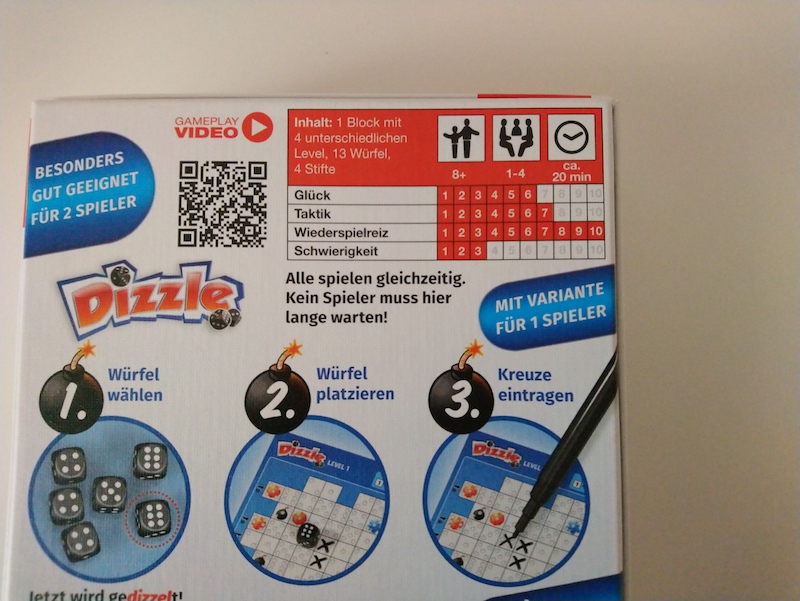 GAMEPLAY
VIDEO
Inhalt: 1 Block mit
4 unterschiedlichen
Level, 13 Würfel,
4 Stifte
8+
1-4
ca.
20 min
Glück 1 2 3 4 5 6 7 8 9 10
Taktik 1 2 3 4 5 6 7 8 9 10
Wiederspielreiz 1 2 3 4 5 6 7 8 9 10
Schwierigkeit 1 2 3 4 5 6 7 8 9 10
BESONDERS
GUT GEEIGNET
FÜR 2 SPIELER
Dizzle
Alle spielen gleichzeitig.
Kein Spieler muss hier
lange warten!
MIT VARIANTE
FÜR 1 SPIELER
1.
Würfel
wählen
2.
Würfel
platzieren
3.
Kreuze
eintragen
Dizzle LEVEL 1
Dizzle LEVEL
Jetzt wird gedizzelt!